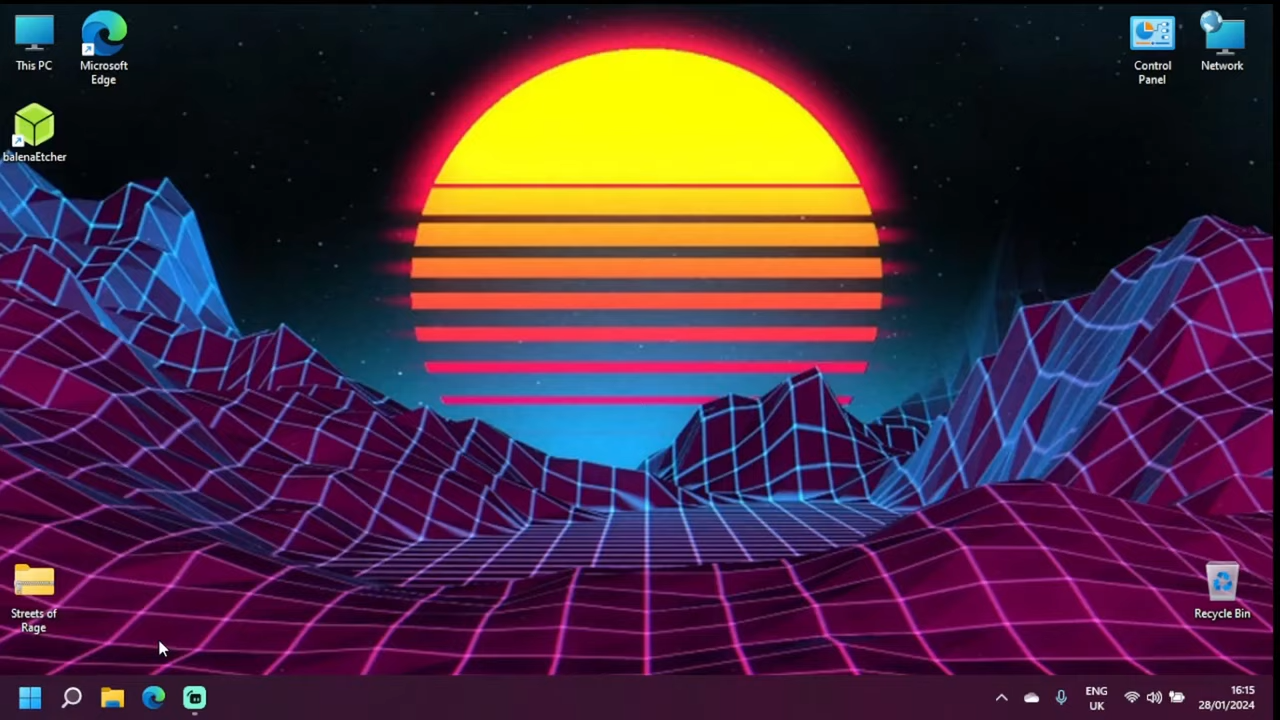 This PC
Microsoft
Edge
Control
Panel
Network
balenaEtcher
Streets of
Rage
Recycle Bin
ENG
UK
16:15
28/01/2024